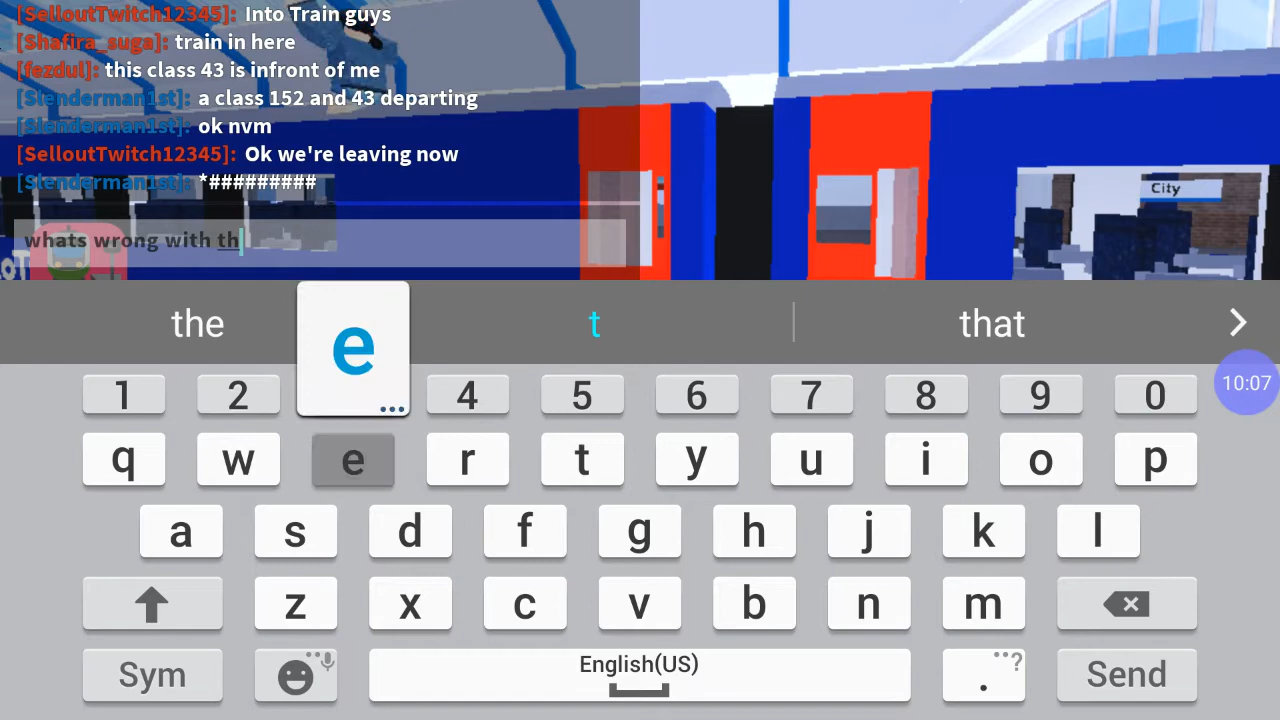 [SelloutTwitch12345]: Into Train guys
[Shafira_suga]: train in here
[fezdul]: this class 43 is infront of me
[Slenderman1st]: a class 152 and 43 departing
[Slenderman1st]: ok nvm
[SelloutTwitch12345]: Ok we're leaving now
[Slenderman1st]: *#########
City
whats wrong with th
the e t that
10:07
1 2 4 5 6 7 8 9 0
q w e r t y u i o p
a s d f g h j k l
z x c v b n m
Sym English(US) . ? Send